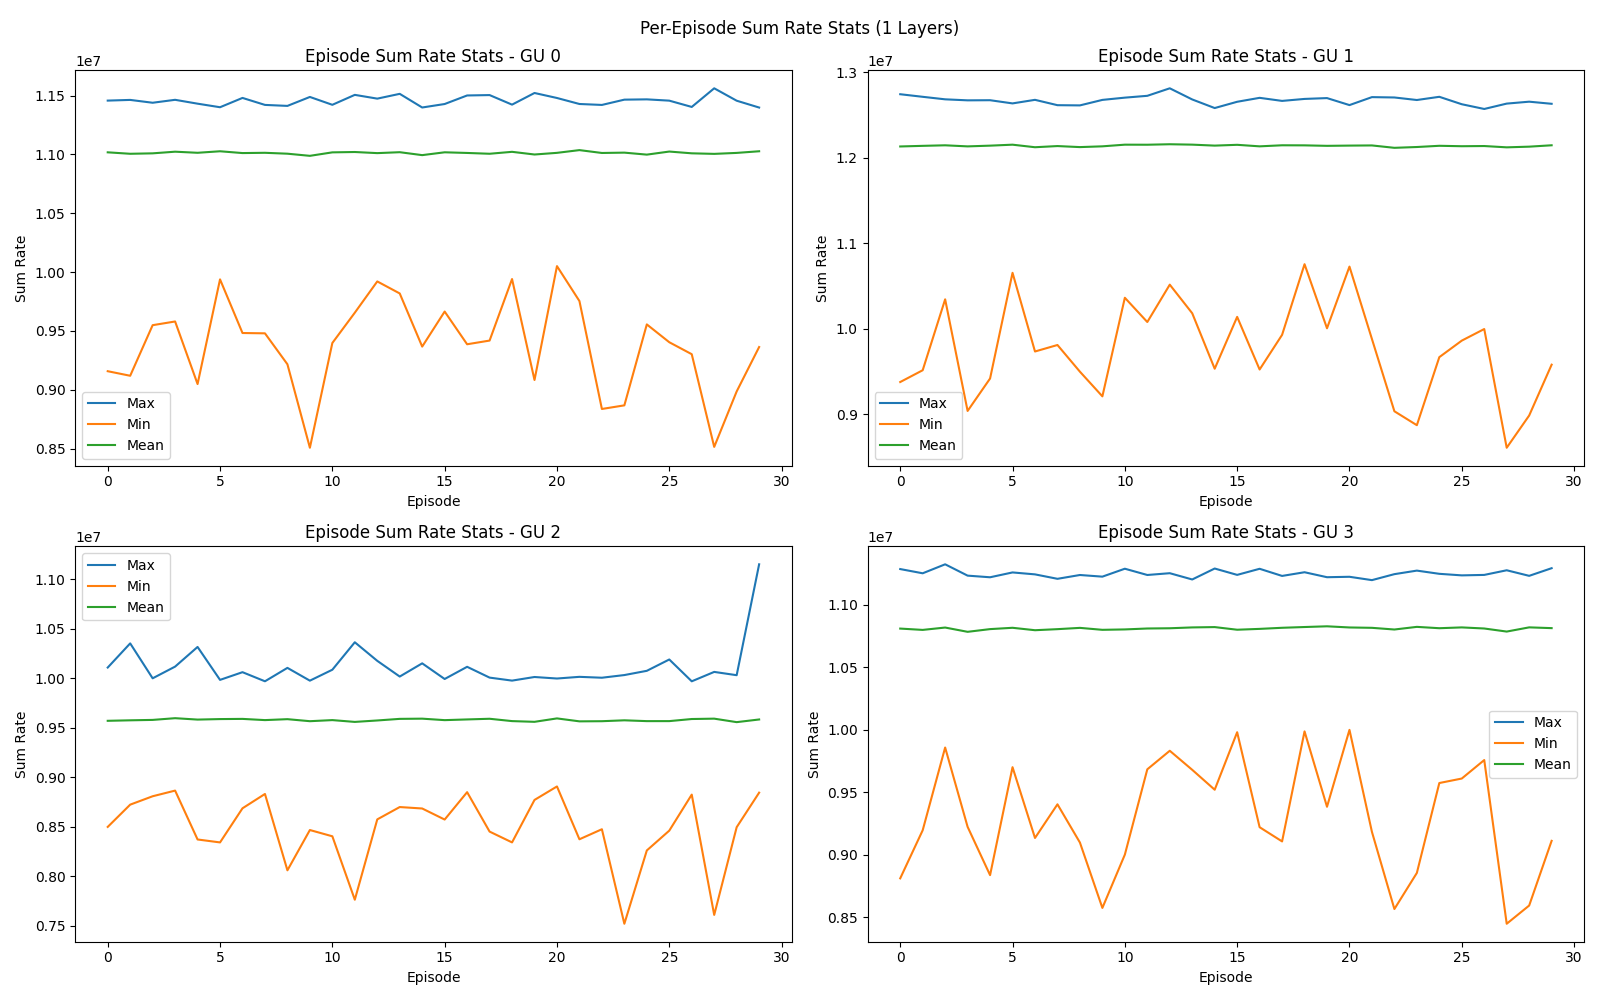 Per-Episode Sum Rate Stats (1 Layers)
Episode Sum Rate Stats - GU 0
1e7
1.15
1.10
1.05
1.00
0.95
0.90
0.85
Sum Rate
Max
Min
Mean
0 5 10 15 20 25 30
Episode
Episode Sum Rate Stats - GU 1
1e7
1.3
1.2
1.1
1.0
0.9
Sum Rate
Max
Min
Mean
0 5 10 15 20 25 30
Episode
Episode Sum Rate Stats - GU 2
1e7
1.10
1.05
1.00
0.95
0.90
0.85
0.80
0.75
Sum Rate
Max
Min
Mean
0 5 10 15 20 25 30
Episode
Episode Sum Rate Stats - GU 3
1e7
1.10
1.05
1.00
0.95
0.90
0.85
Sum Rate
Max
Min
Mean
0 5 10 15 20 25 30
Episode